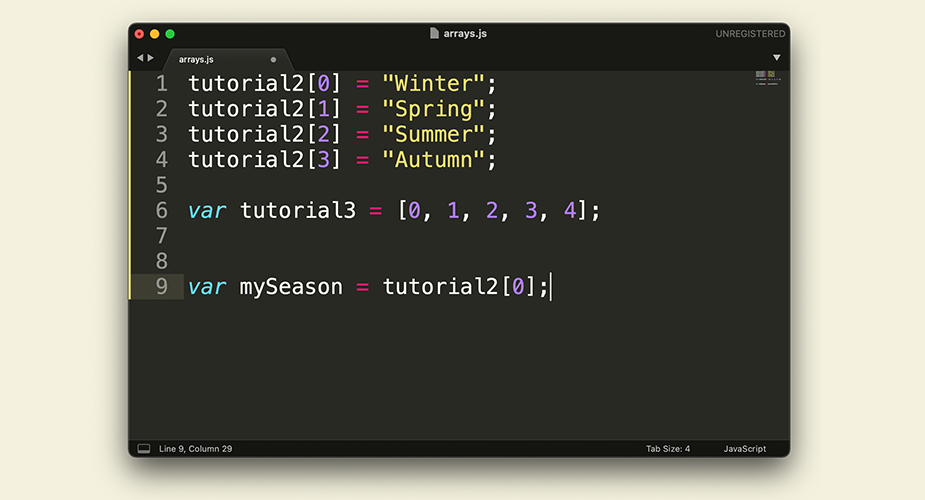 arrays.js
UNREGISTERED
arrays.js
1 tutorial2[0] = "Winter";
2 tutorial2[1] = "Spring";
3 tutorial2[2] = "Summer";
4 tutorial2[3] = "Autumn";
5
6 var tutorial3 = [0, 1, 2, 3, 4];
7
8
9 var mySeason = tutorial2[0];
Line 9, Column 29
Tab Size: 4
JavaScript